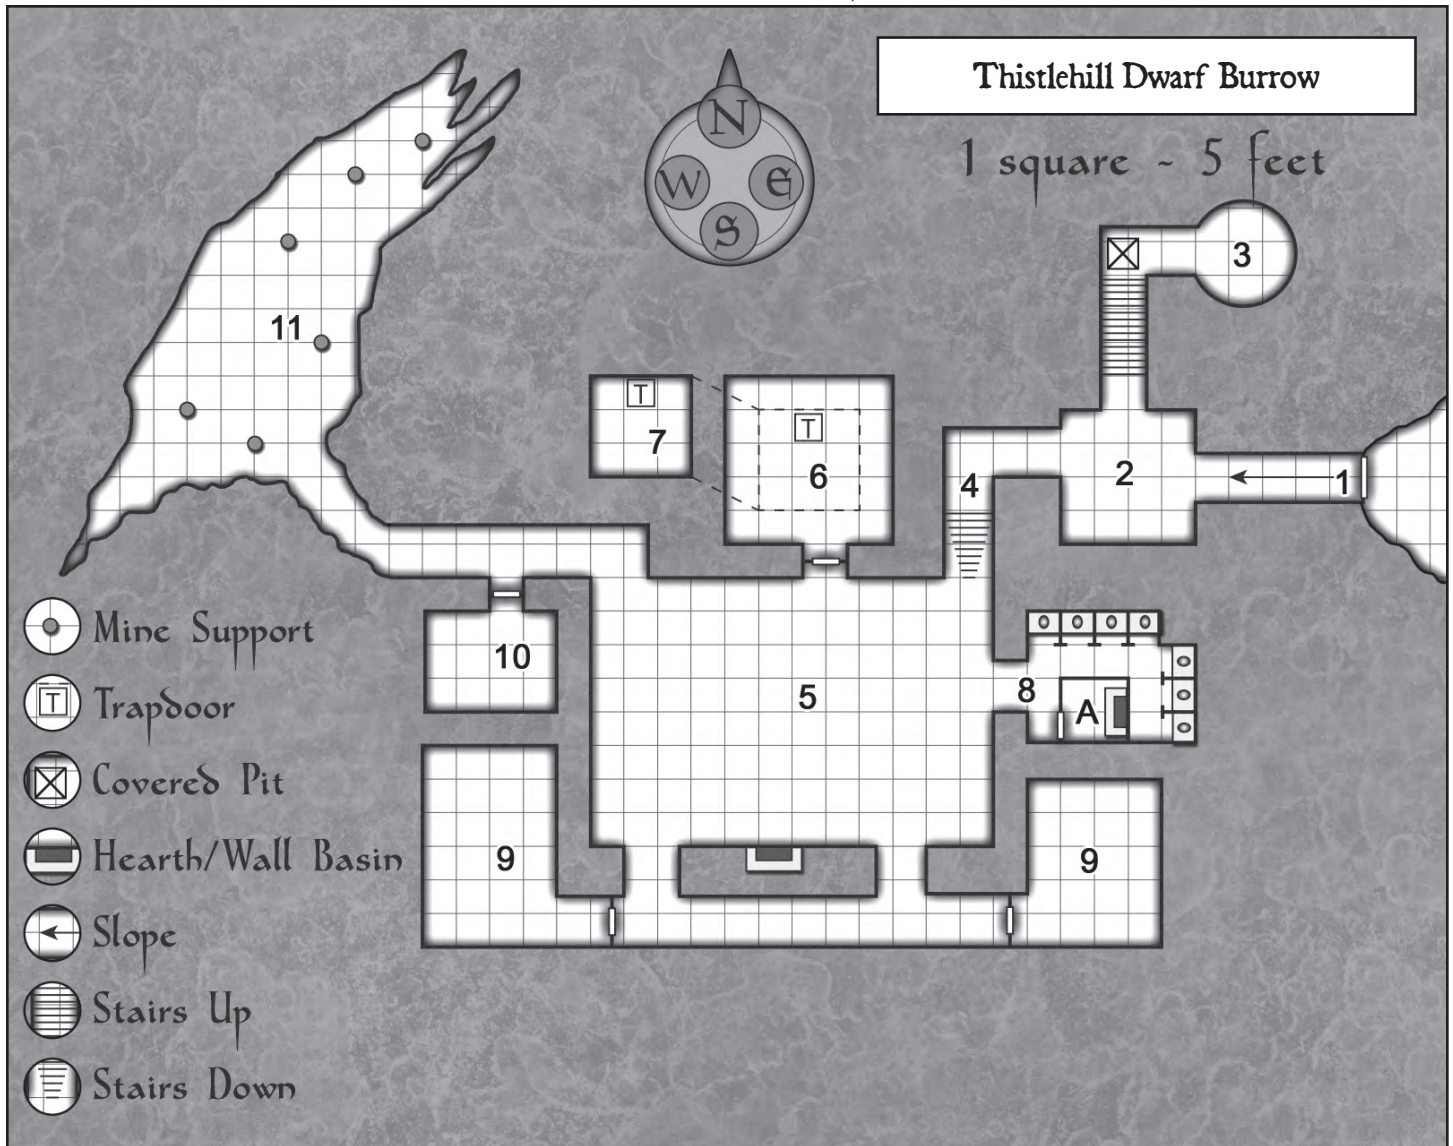 Thistlehill Dwarf Burrow
1 square - 5 feet
N
W E
S
3
11
T
7
T
6
4
2
1
10
8
A
5
9
9
Mine Support
T
Trapdoor
Covered Pit
Hearth/Wall Basin
Slope
Stairs Up
Stairs Down